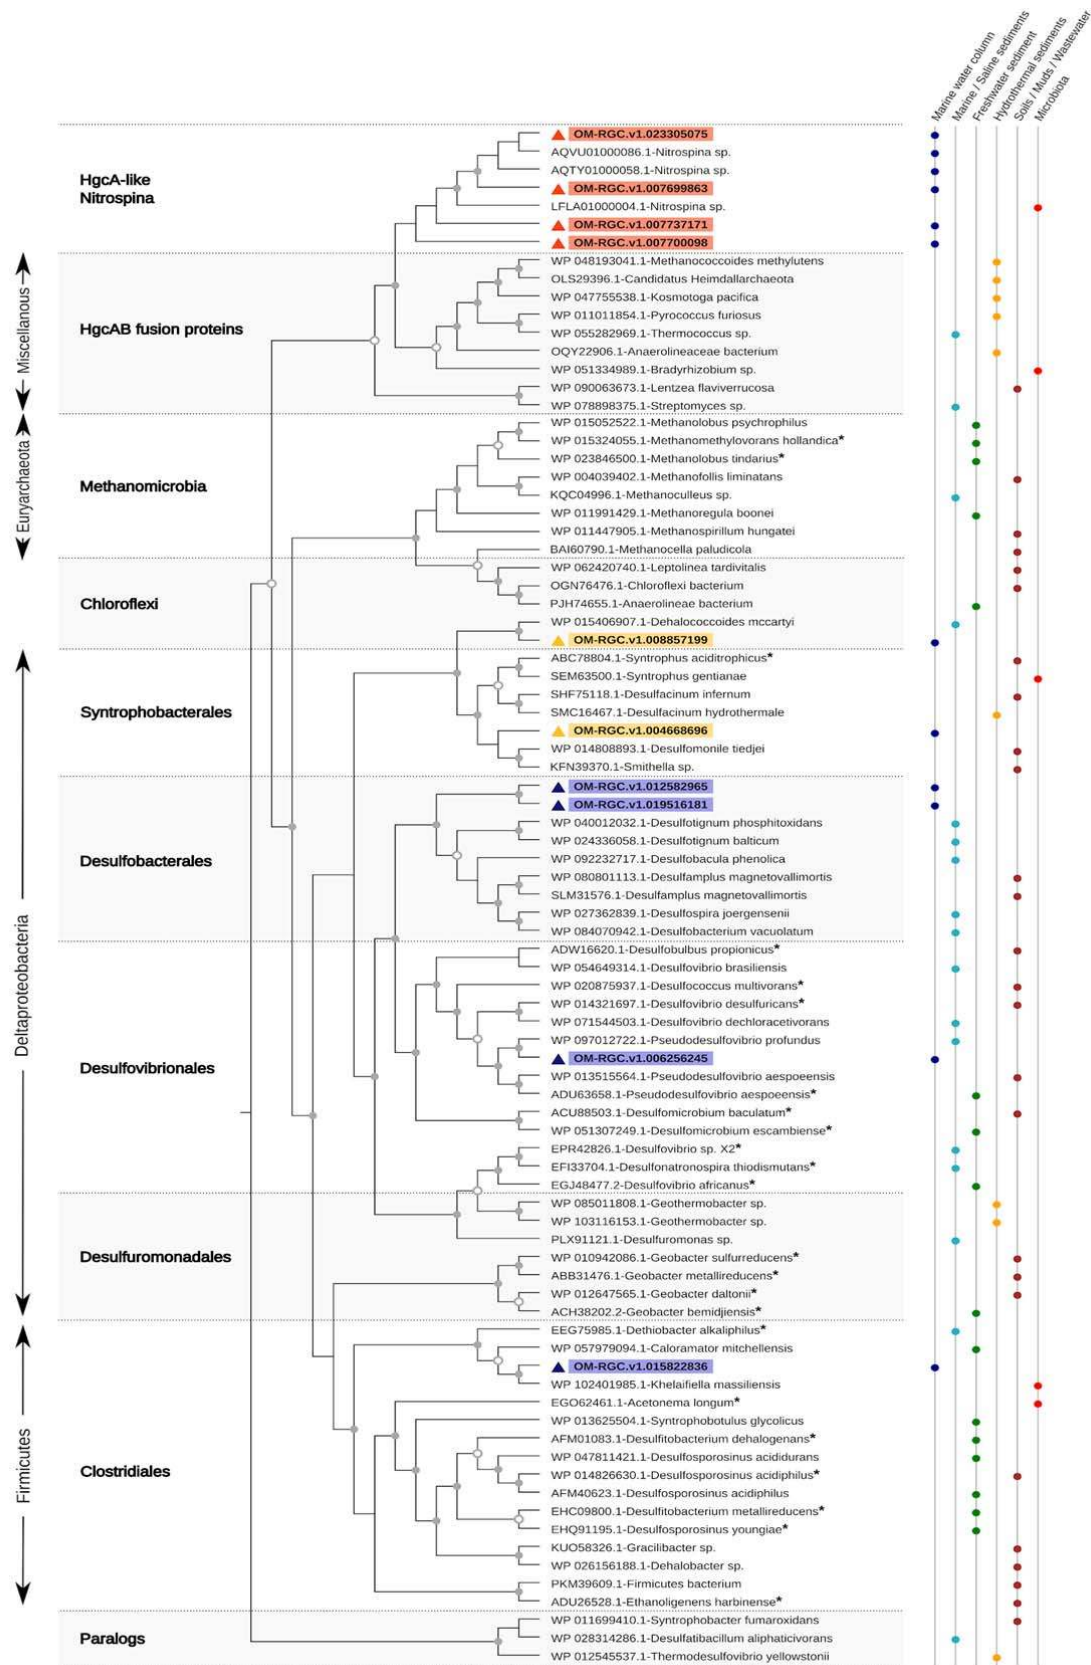 Marine water column
Marine / Saline sediments
Freshwater sediment
Hydrothermal sediments
Soils / Muds / Wastewater
Microbiota
HgcA-like
Nitrospina
OM-RGC.v1.023305075
AQVU01000086.1-Nitrospina sp.
AQTY01000058.1-Nitrospina sp.
OM-RGC.v1.007699863
LFLA01000004.1-Nitrospina sp.
OM-RGC.v1.007737171
OM-RGC.v1.007700098
Miscellanous
HgcAB fusion proteins
WP 048193041.1-Methanococcoides methylutens
OLS29396.1-Candidatus Heimdallarchaeota
WP 047755538.1-Kosmotoga pacifica
WP 011011854.1-Pyrococcus furiosus
WP 055282969.1-Thermococcus sp.
OQY22906.1-Anaerolineaceae bacterium
WP 051334989.1-Bradyrhizobium sp.
WP 090063673.1-Lentzea flaviverrucosa
WP 078898375.1-Streptomyces sp.
Euryarchaeota
Methanomicrobia
WP 015052522.1-Methanolobus psychrophilus
WP 015324055.1-Methanomethylovorans hollandica*
WP 023846500.1-Methanolobus tindarius*
WP 004039402.1-Methanofollis liminatans
KQC04996.1-Methanoculleus sp.
WP 011991429.1-Methanoregula boonei
WP 011447905.1-Methanospirillum hungatei
BAI60790.1-Methanocella paludicola
Chloroflexi
WP 062420740.1-Leptolinea tardivitalis
OGN76476.1-Chloroflexi bacterium
PJH74655.1-Anaerolineae bacterium
WP 015406907.1-Dehalococcoides mccartyi
OM-RGC.v1.008857199
Deltaproteobacteria
Syntrophobacterales
ABC78804.1-Syntrophus aciditrophicus*
SEM63500.1-Syntrophus gentianae
SHF75118.1-Desulfacinum infernum
SMC16467.1-Desulfacinum hydrothermale
OM-RGC.v1.004668696
WP 014808893.1-Desulfomonile tiedjei
KFN39370.1-Smithella sp.
Desulfobacterales
OM-RGC.v1.012582965
OM-RGC.v1.019516181
WP 040012032.1-Desulfotignum phosphitoxidans
WP 024336058.1-Desulfotignum balticum
WP 092232717.1-Desulfobacula phenolica
WP 080801113.1-Desulfamplus magnetovallimortis
SLM31576.1-Desulfamplus magnetovallimortis
WP 027362839.1-Desulfospira joergensenii
WP 084070942.1-Desulfobacterium vacuolatum
Desulfovibrionales
ADW16620.1-Desulfobulbus propionicus*
WP 054649314.1-Desulfovibrio brasiliensis
WP 020875937.1-Desulfococcus multivorans*
WP 014321697.1-Desulfovibrio desulfuricans*
WP 071544503.1-Desulfovibrio dechloracetivorans
WP 097012722.1-Pseudodesulfovibrio profundus
OM-RGC.v1.006256245
WP 013515564.1-Pseudodesulfovibrio aespoeensis
ADU63658.1-Pseudodesulfovibrio aespoeensis*
ACU88503.1-Desulfomicrobium baculatum*
WP 051307249.1-Desulfomicrobium escambiense*
EPR42826.1-Desulfovibrio sp. X2*
EFI33704.1-Desulfonatronospira thiodismutans*
EGJ48477.2-Desulfovibrio africanus*
Desulfuromonadales
WP 085011808.1-Geothermobacter sp.
WP 103116153.1-Geothermobacter sp.
PLX91121.1-Desulfuromonas sp.
WP 010942086.1-Geobacter sulfurreducens*
ABB31476.1-Geobacter metallireducens*
WP 012647565.1-Geobacter daltonii*
ACH38202.2-Geobacter bemidjiensis*
Firmicutes
Clostridiales
EEG75985.1-Dethiobacter alkaliphilus*
WP 057979094.1-Caloramator mitchellensis
OM-RGC.v1.015822836
WP 102401985.1-Khelaifiella massiliensis
EGO62461.1-Acetonema longum*
WP 013625504.1-Syntrophobotulus glycolicus
AFM01083.1-Desulfitobacterium dehalogenans*
WP 047811421.1-Desulfosporosinus acididurans
WP 014826630.1-Desulfosporosinus acidiphilus*
AFM40623.1-Desulfosporosinus acidiphilus
EHC09800.1-Desulfitobacterium metallireducens*
EHQ91195.1-Desulfosporosinus youngiae*
KUO58326.1-Gracilibacter sp.
WP 026156188.1-Dehalobacter sp.
PKM39609.1-Firmicutes bacterium
ADU26528.1-Ethanoligenens harbinense*
Paralogs
WP 011699410.1-Syntrophobacter fumaroxidans
WP 028314286.1-Desulfatibacillum aliphaticivorans
WP 012545537.1-Thermodesulfovibrio yellowstonii